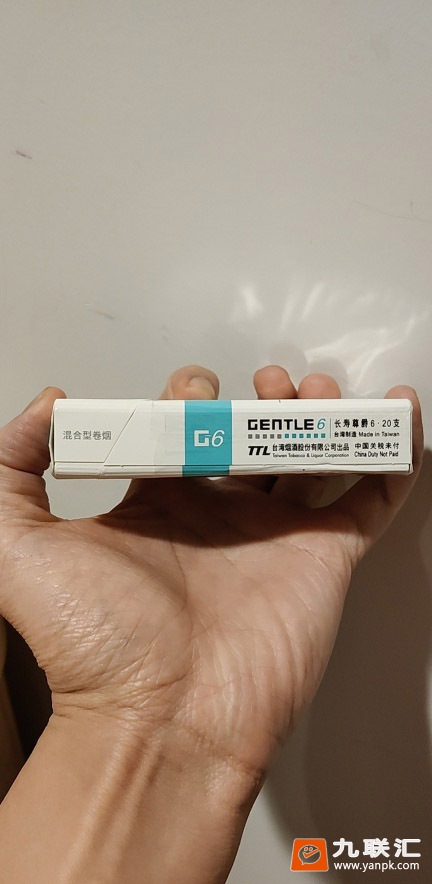 混合型卷烟
G6
GENTLE 6
TTL 台湾烟酒股份有限公司出品
Taiwan Tobacco & Liquor Corporation
长寿尊爵6·20支
台湾制造 Made in Taiwan
中国关税未付
China Duty Not Paid
九联汇
www.yanpk.com